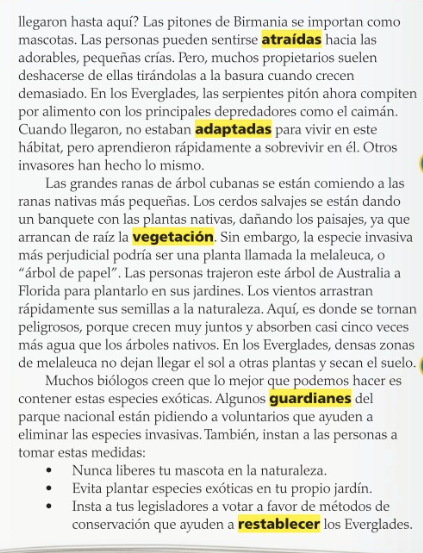 llegaron hasta aquí? Las pitones de Birmania se importan como
mascotas. Las personas pueden sentirse atraídas hacia las
adorables, pequeñas crías. Pero, muchos propietarios suelen
deshacerse de ellas tirándolas a la basura cuando crecen
demasiado. En los Everglades, las serpientes pitón ahora compiten
por alimento con los principales depredadores como el caimán.
Cuando llegaron, no estaban adaptadas para vivir en este
hábitat, pero aprendieron rápidamente a sobrevivir en él. Otros
invasores han hecho lo mismo.
Las grandes ranas de árbol cubanas se están comiendo a las
ranas nativas más pequeñas. Los cerdos salvajes se están dando
un banquete con las plantas nativas, dañando los paisajes, ya que
arrancan de raíz la vegetación. Sin embargo, la especie invasiva
más perjudicial podría ser una planta llamada la melaleuca, o
“árbol de papel”. Las personas trajeron este árbol de Australia a
Florida para plantarlo en sus jardines. Los vientos arrastran
rápidamente sus semillas a la naturaleza. Aquí, es donde se tornan
peligrosos, porque crecen muy juntos y absorben casi cinco veces
más agua que los árboles nativos. En los Everglades, densas zonas
de melaleuca no dejan llegar el sol a otras plantas y secan el suelo.
Muchos biólogos creen que lo mejor que podemos hacer es
contener estas especies exóticas. Algunos guardianes del
parque nacional están pidiendo a voluntarios que ayuden a
eliminar las especies invasivas. También, instan a las personas a
tomar estas medidas:
• Nunca liberes tu mascota en la naturaleza.
• Evita plantar especies exóticas en tu propio jardín.
• Insta a tus legisladores a votar a favor de métodos de
conservación que ayuden a restablecer los Everglades.